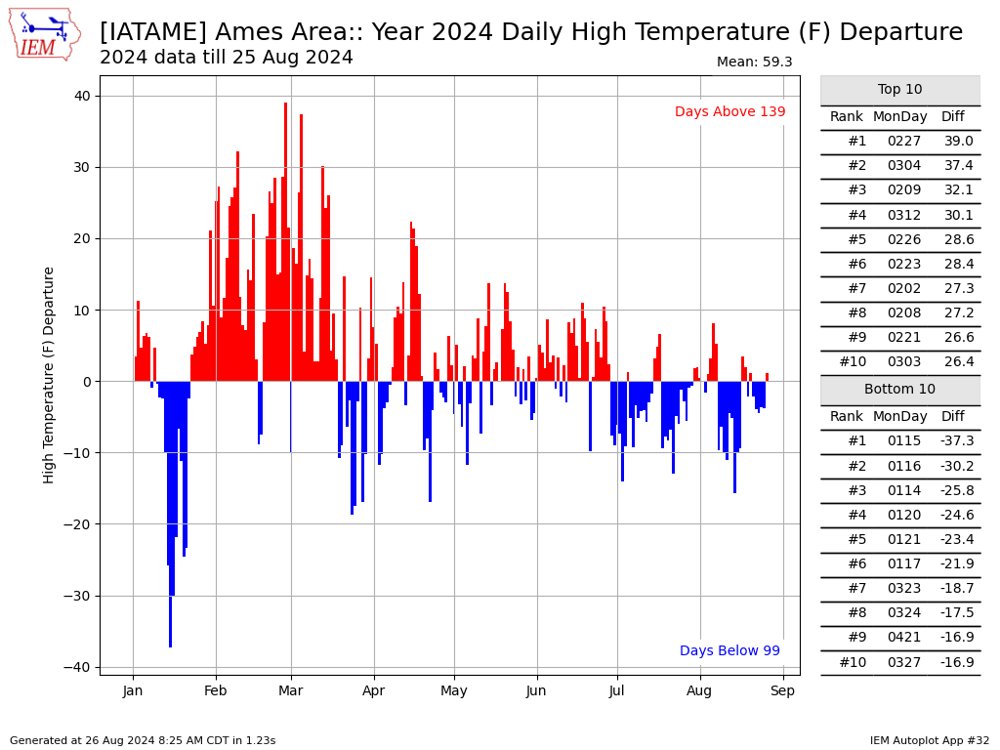 IEM
[IATAME] Ames Area:: Year 2024 Daily High Temperature (F) Departure
2024 data till 25 Aug 2024
Mean: 59.3
Days Above 139
Days Below 99
High Temperature (F) Departure
40
30
20
10
0
−10
−20
−30
−40
Jan Feb Mar Apr May Jun Jul Aug Sep
Top 10
Rank MonDay Diff
#1 0227 39.0
#2 0304 37.4
#3 0209 32.1
#4 0312 30.1
#5 0226 28.6
#6 0223 28.4
#7 0202 27.3
#8 0208 27.2
#9 0221 26.6
#10 0303 26.4
Bottom 10
Rank MonDay Diff
#1 0115 -37.3
#2 0116 -30.2
#3 0114 -25.8
#4 0120 -24.6
#5 0121 -23.4
#6 0117 -21.9
#7 0323 -18.7
#8 0324 -17.5
#9 0421 -16.9
#10 0327 -16.9
Generated at 26 Aug 2024 8:25 AM CDT in 1.23s
IEM Autoplot App #32